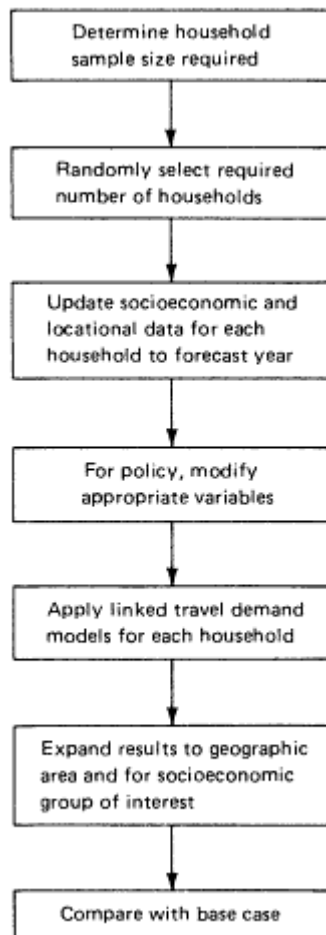 Determine household
sample size required
Randomly select required
number of households
Update socioeconomic and
locational data for each
household to forecast year
For policy, modify
appropriate variables
Apply linked travel demand
models for each household
Expand results to geographic
area and for socioeconomic
group of interest
Compare with base case